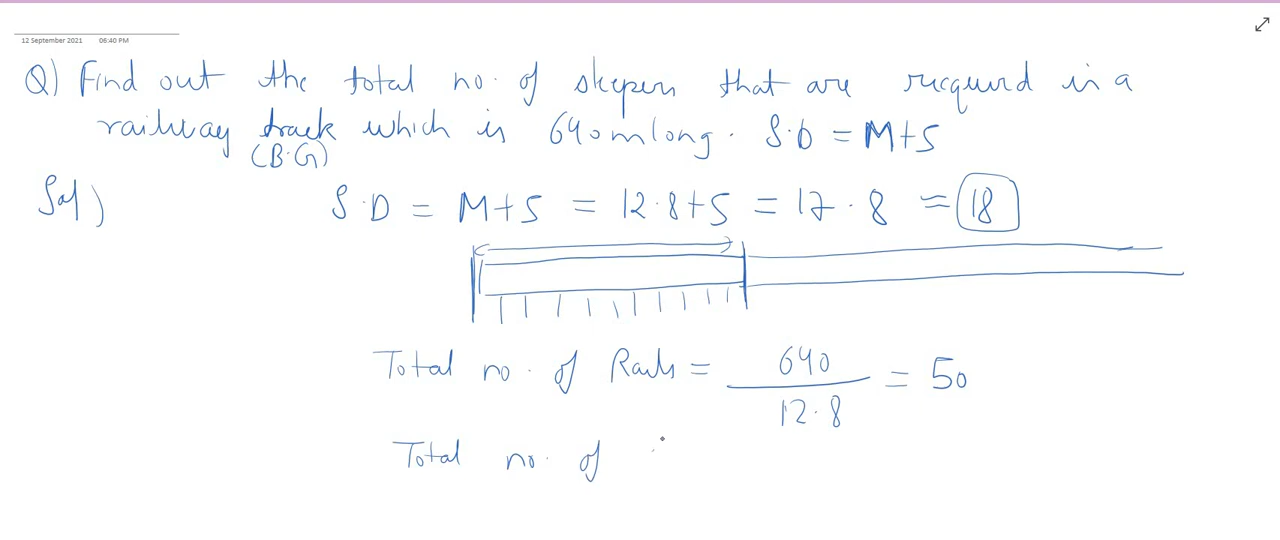 12 September 2021 06:40 PM
Q) Find out the total no. of sleepers that are required in a
railway track which is 640m long. S.D = M+5
(B.G)
Sol) S.D = M+5 = 12.8+5 = 17.8 ≈ 18
Total no. of Rails = 640 / 12.8 = 50
Total no. of